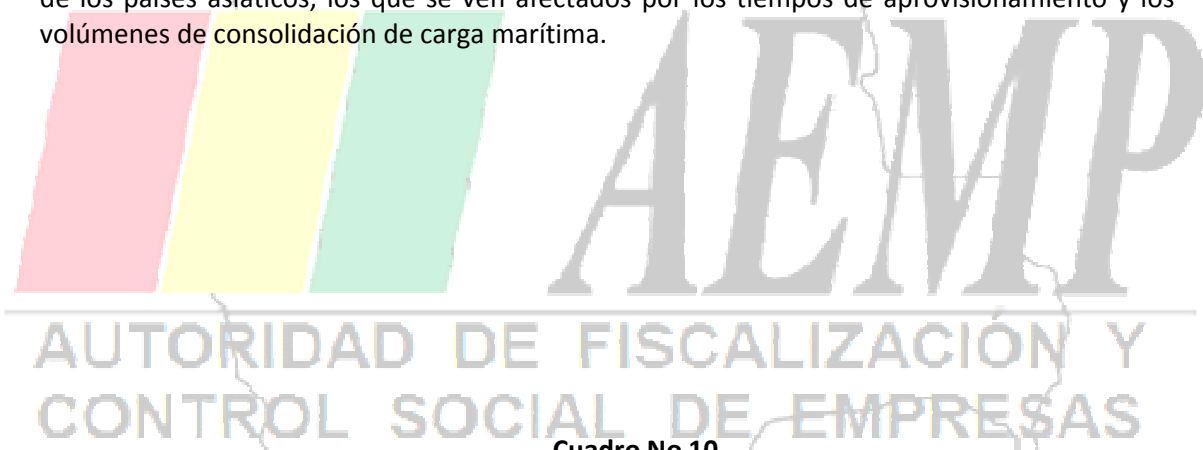 de los países asiáticos, los que se ven afectados por los tiempos de aprovisionamiento y los
volúmenes de consolidación de carga marítima.
AEMP
AUTORIDAD DE FISCALIZACIÓN Y
CONTROL SOCIAL DE EMPRESAS
Cuadro No 10